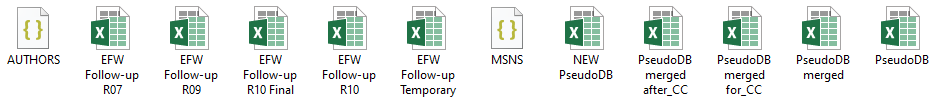 AUTHORS
EFW
Follow-up
R07
EFW
Follow-up
R09
EFW
Follow-up
R10 Final
EFW
Follow-up
R10
EFW
Follow-up
Temporary
MSNS
NEW
PseudoDB
PseudoDB
merged
after_CC
PseudoDB
merged
for_CC
PseudoDB
merged
PseudoDB